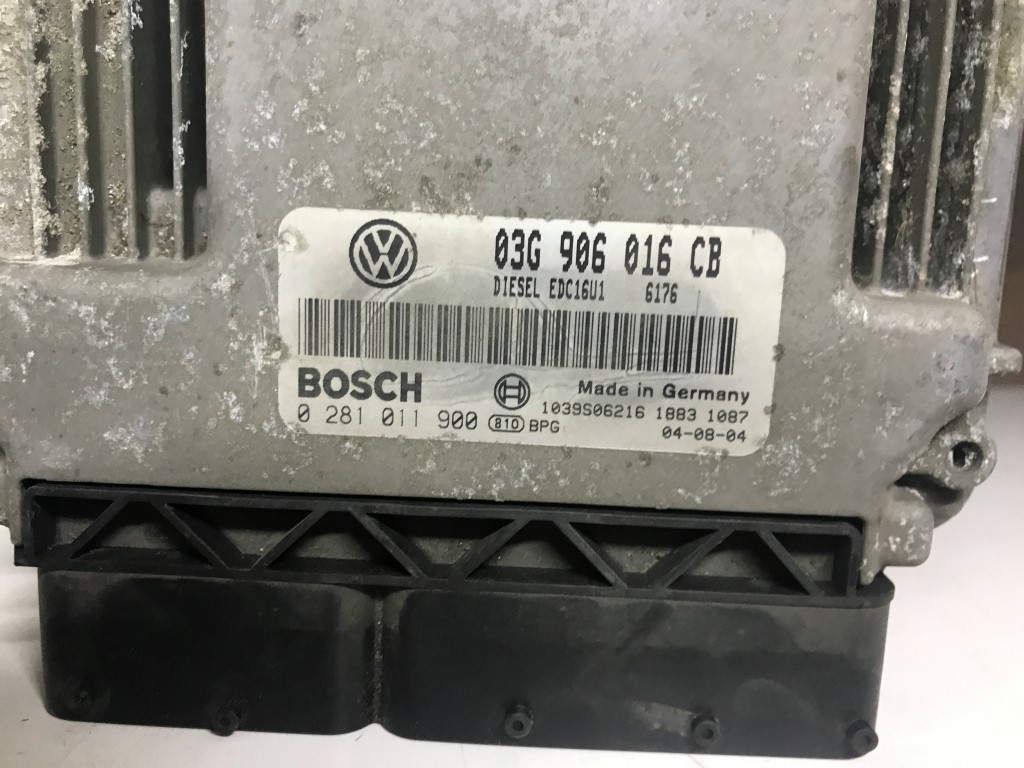 03G 906 016 CB
DIESEL EDC16U1 6176
BOSCH
Made in Germany
0 281 011 900 810 BPG
1039S06216 1883 1087
04-08-04